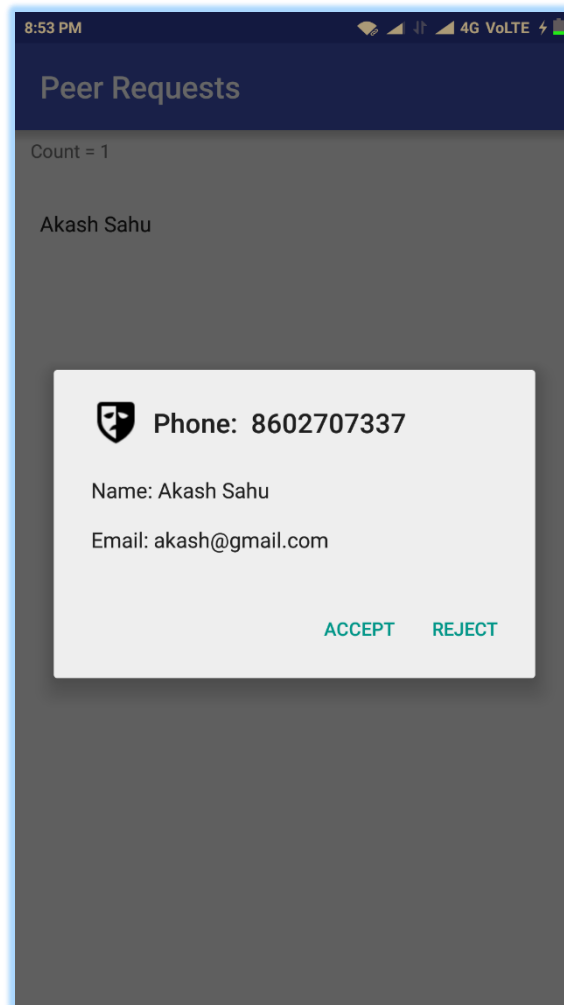 8:53 PM 4G VoLTE
Peer Requests
Count = 1
Akash Sahu
Phone: 8602707337
Name: Akash Sahu
Email: akash@gmail.com
ACCEPT REJECT